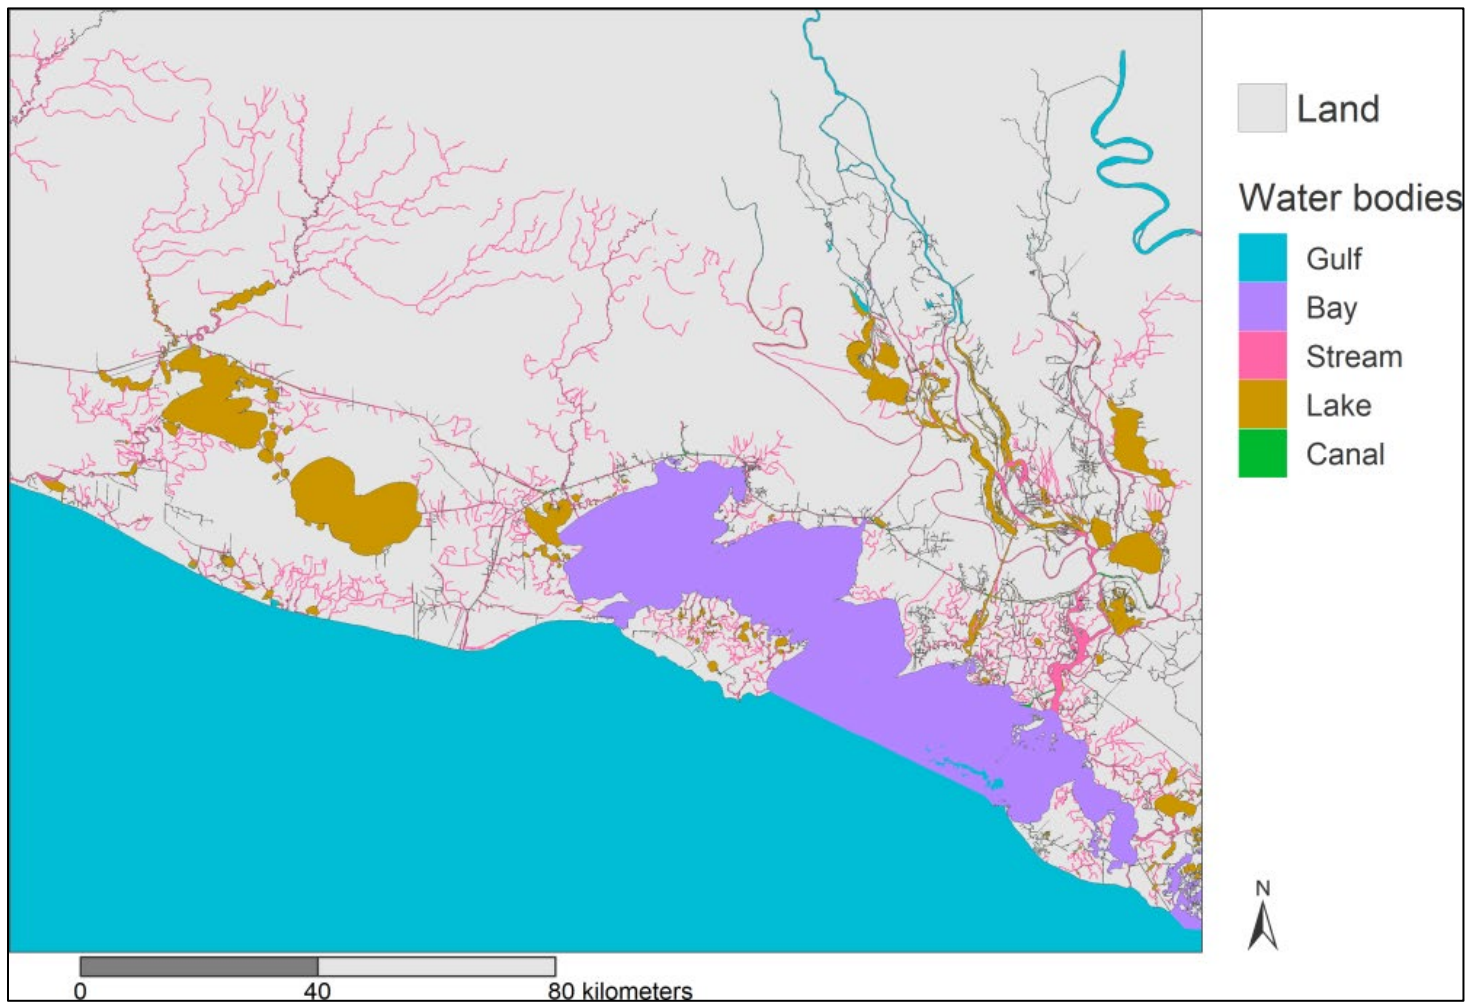 Land
Water bodies
Gulf
Bay
Stream
Lake
Canal
N
0 40 80 kilometers